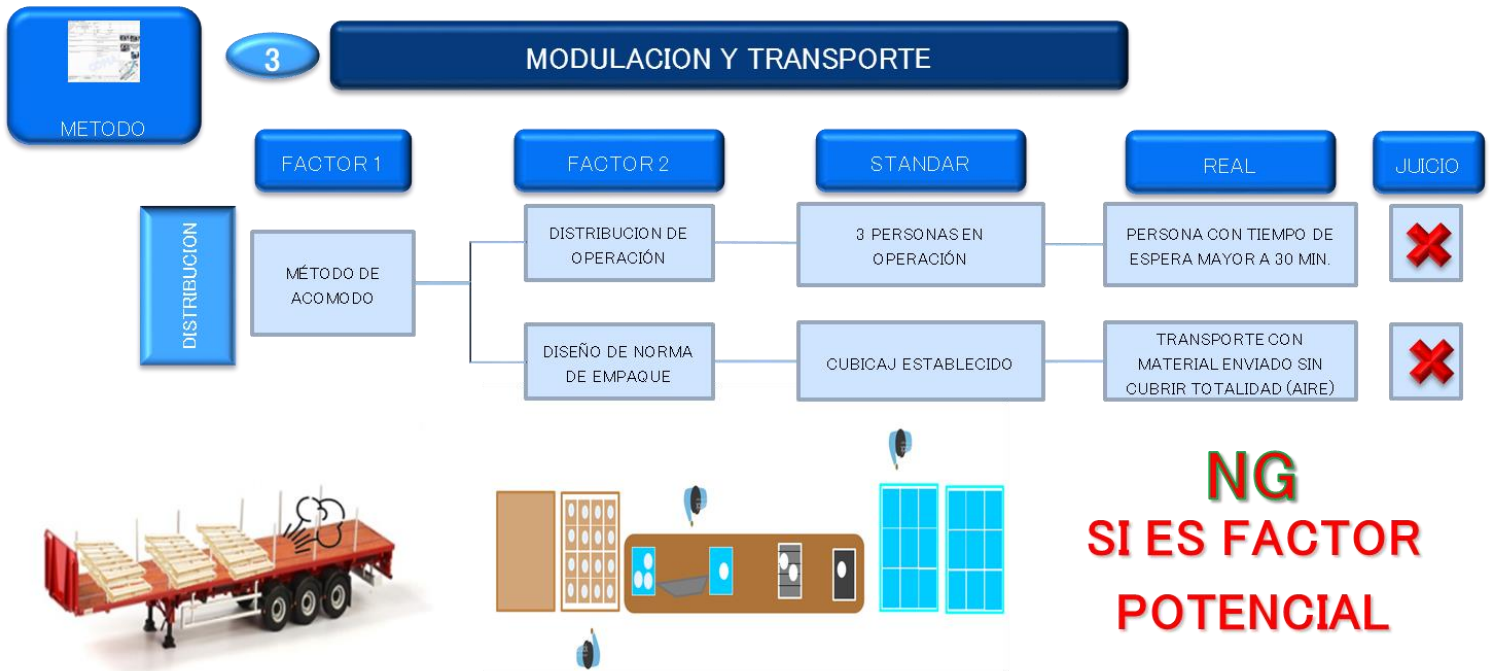 METODO
3
MODULACION Y TRANSPORTE
FACTOR 1
FACTOR 2
STANDAR
REAL
JUICIO
DISTRIBUCION
MÉTODO DE
ACOMODO
DISTRIBUCION DE
OPERACIÓN
3 PERSONAS EN
OPERACIÓN
PERSONA CON TIEMPO DE
ESPERA MAYOR A 30 MIN.
DISEÑO DE NORMA
DE EMPAQUE
CUBICAJ ESTABLECIDO
TRANSPORTE CON
MATERIAL ENVIADO SIN
CUBRIR TOTALIDAD (AIRE)
NG
SI ES FACTOR
POTENCIAL